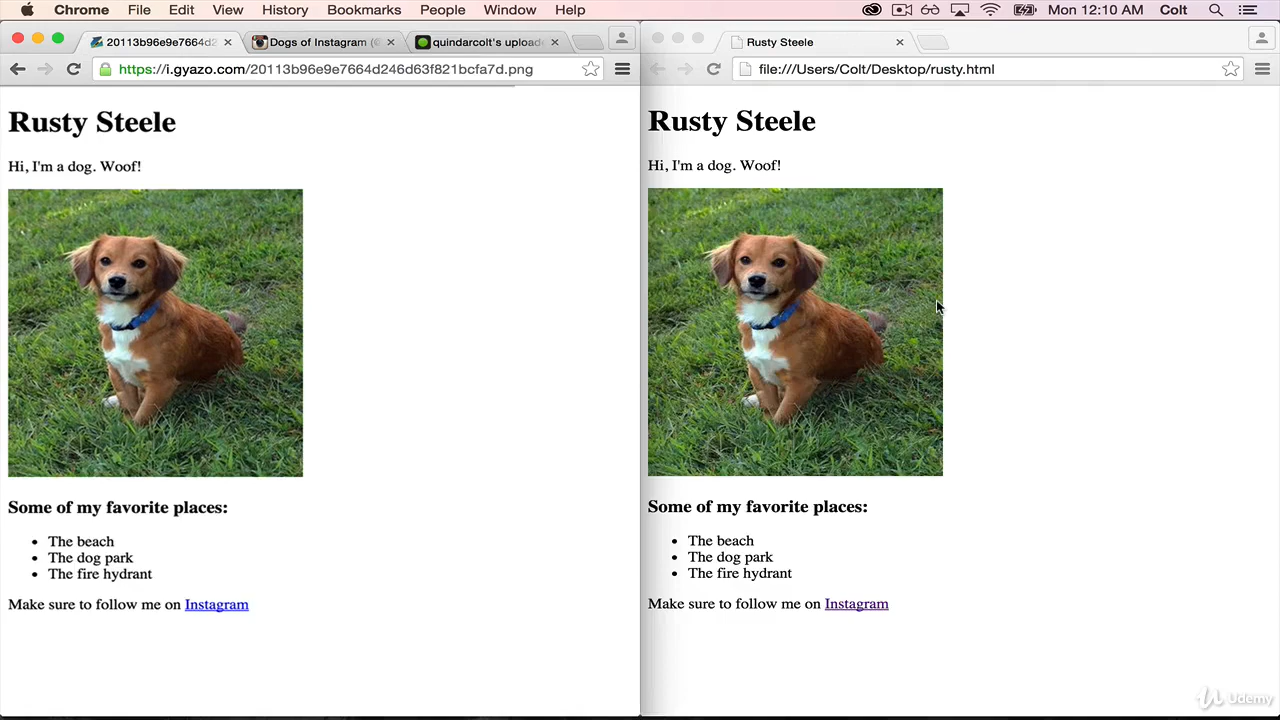 Chrome File Edit View History Bookmarks People Window Help Mon 12:10 AM Colt
20113b96e9e7664d2 Dogs of Instagram (@ quindarcolt's uploade Rusty Steele
https://i.gyazo.com/20113b96e9e7664d246d63f821bcfa7d.png file:///Users/Colt/Desktop/rusty.html
Rusty Steele
Hi, I'm a dog. Woof!
Some of my favorite places:
• The beach
• The dog park
• The fire hydrant
Make sure to follow me on Instagram
Rusty Steele
Hi, I'm a dog. Woof!
Some of my favorite places:
• The beach
• The dog park
• The fire hydrant
Make sure to follow me on Instagram
Udemy